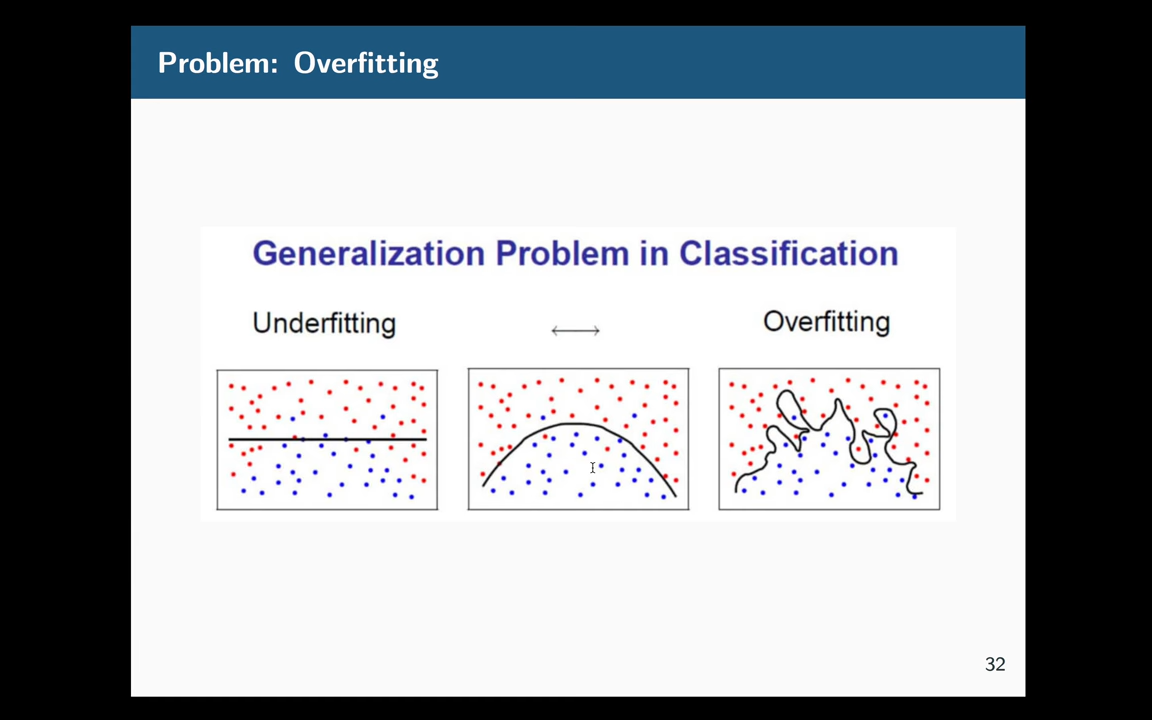 Problem: Overfitting
Generalization Problem in Classification
Underfitting
Overfitting
32